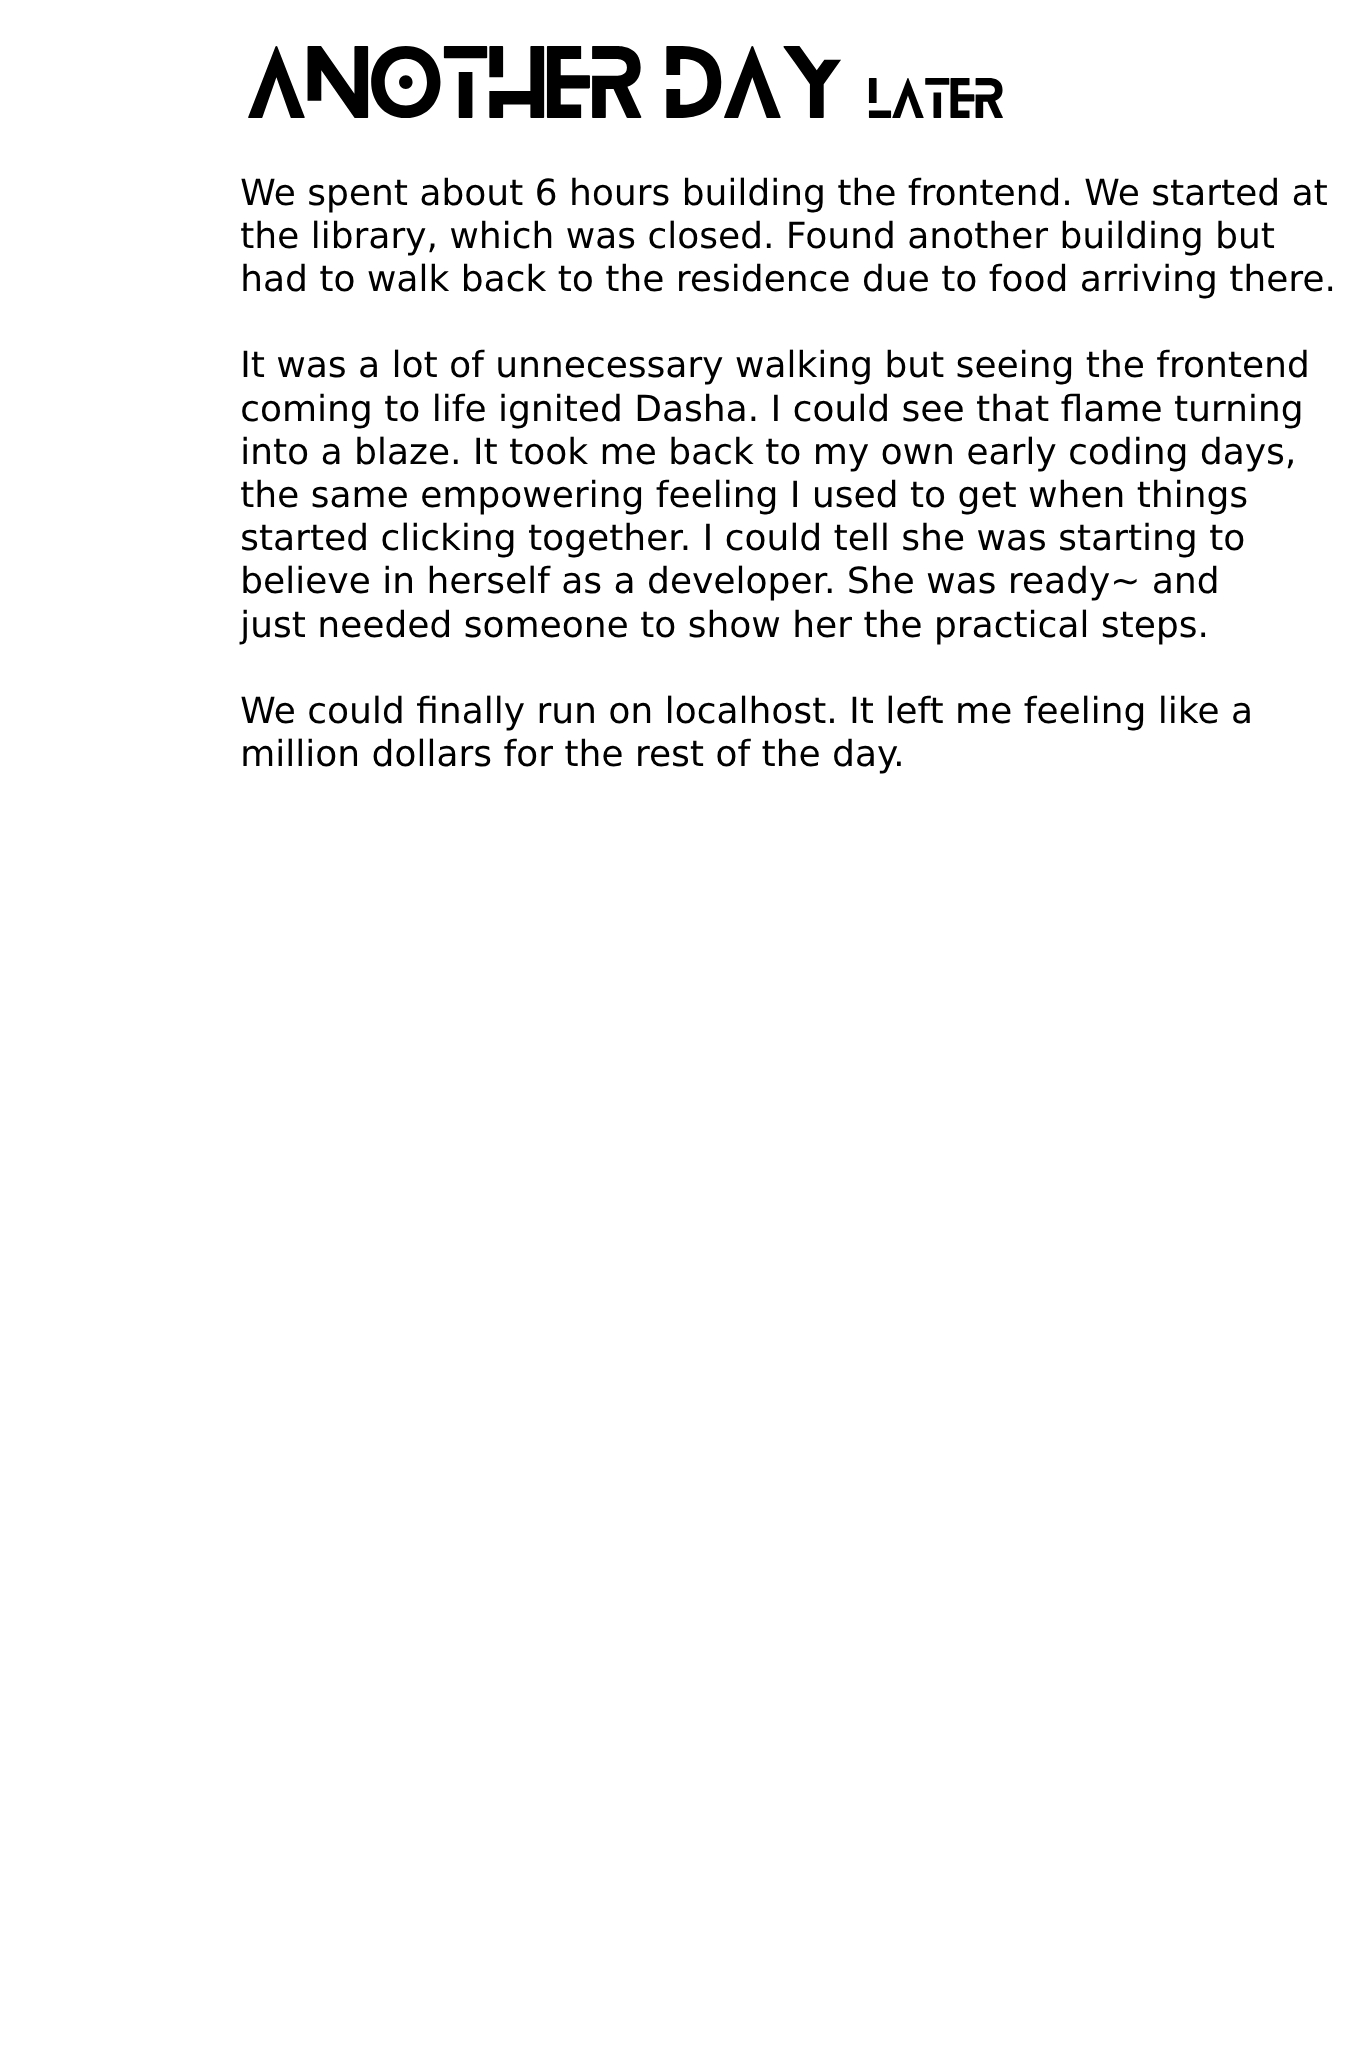 ANOTHER DAY LATER
We spent about 6 hours building the frontend. We started at
the library, which was closed. Found another building but
had to walk back to the residence due to food arriving there.
It was a lot of unnecessary walking but seeing the frontend
coming to life ignited Dasha. I could see that flame turning
into a blaze. It took me back to my own early coding days,
the same empowering feeling I used to get when things
started clicking together. I could tell she was starting to
believe in herself as a developer. She was ready~ and
just needed someone to show her the practical steps.
We could finally run on localhost. It left me feeling like a
million dollars for the rest of the day.